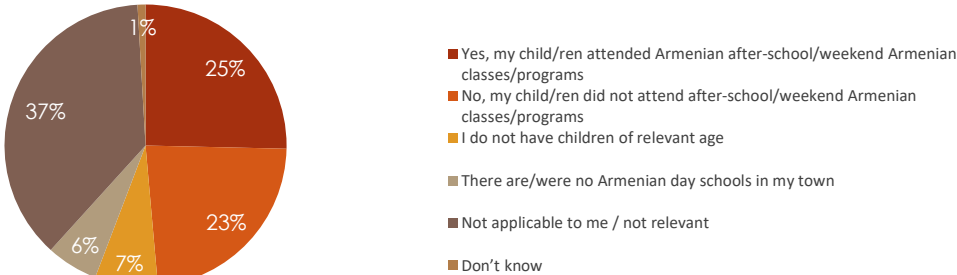 1%
25%
37%
23%
6%
7%
Yes, my child/ren attended Armenian after-school/weekend Armenian
classes/programs
No, my child/ren did not attend after-school/weekend Armenian
classes/programs
I do not have children of relevant age
There are/were no Armenian day schools in my town
Not applicable to me / not relevant
Don't know